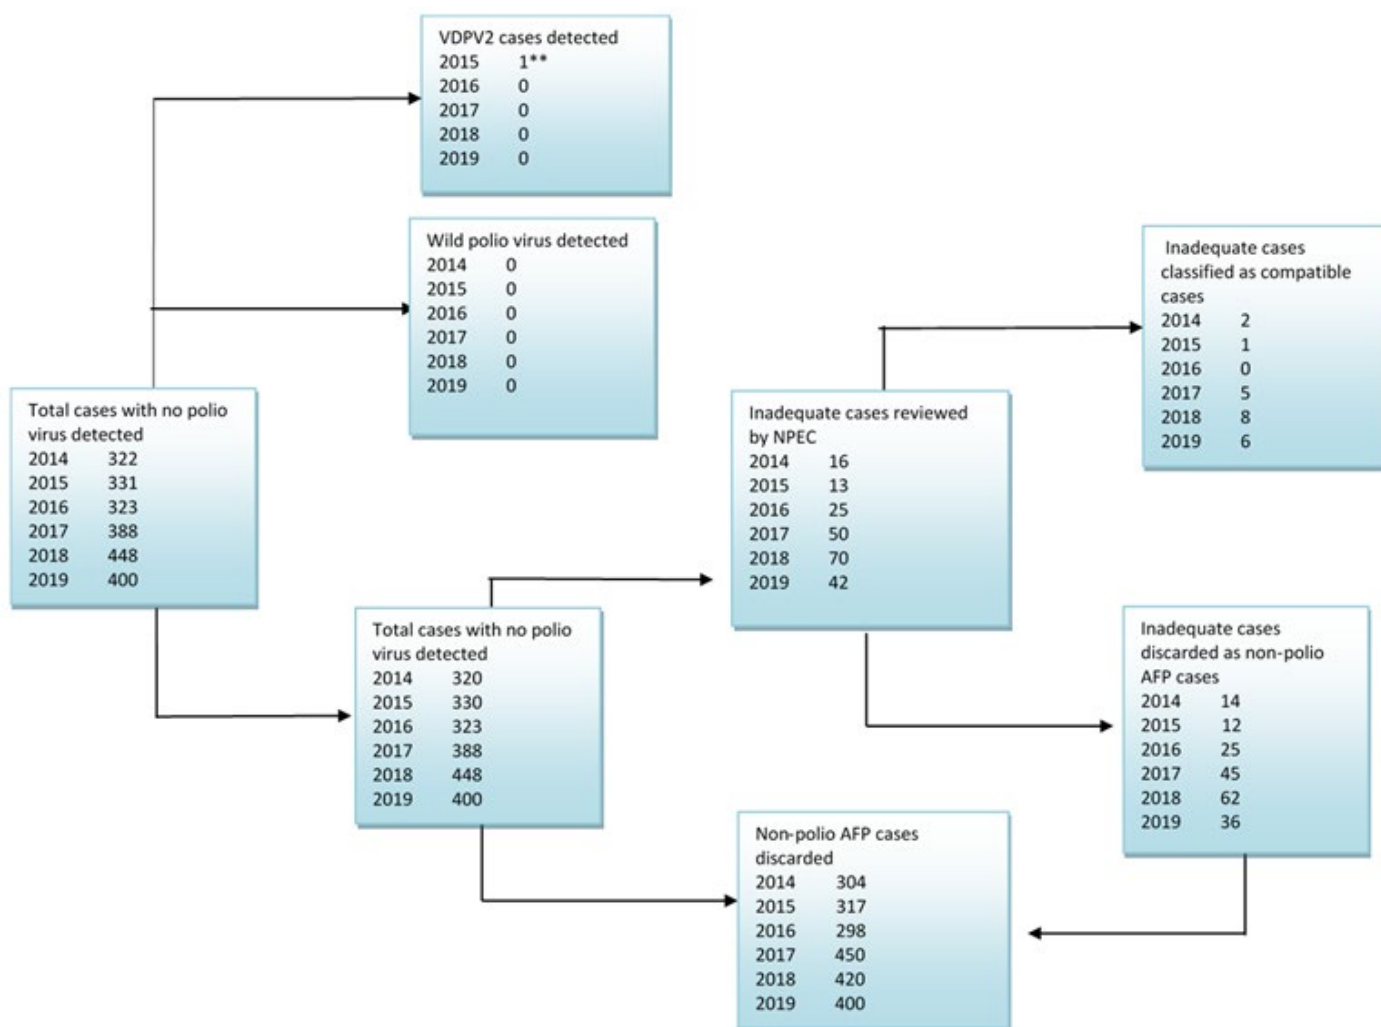 VDPV2 cases detected
2015 1**
2016 0
2017 0
2018 0
2019 0
Wild polio virus detected
2014 0
2015 0
2016 0
2017 0
2018 0
2019 0
Total cases with no polio
virus detected
2014 322
2015 331
2016 323
2017 388
2018 448
2019 400
Total cases with no polio
virus detected
2014 320
2015 330
2016 323
2017 388
2018 448
2019 400
Inadequate cases reviewed
by NPEC
2014 16
2015 13
2016 25
2017 50
2018 70
2019 42
Inadequate cases
classified as compatible
cases
2014 2
2015 1
2016 0
2017 5
2018 8
2019 6
Inadequate cases
discarded as non-polio
AFP cases
2014 14
2015 12
2016 25
2017 45
2018 62
2019 36
Non-polio AFP cases
discarded
2014 304
2015 317
2016 298
2017 450
2018 420
2019 400